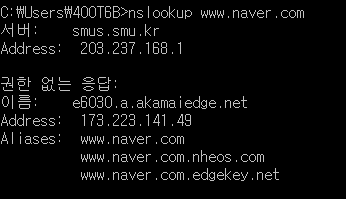 C:\Users\400T6B>nslookup www.naver.com
서버:    smus.smu.kr
Address:  203.237.168.1
권한 없는 응답:
이름:    e6030.a.akamaiedge.net
Address:  173.223.141.49
Aliases:  www.naver.com
www.naver.com.nheos.com
www.naver.com.edgekey.net